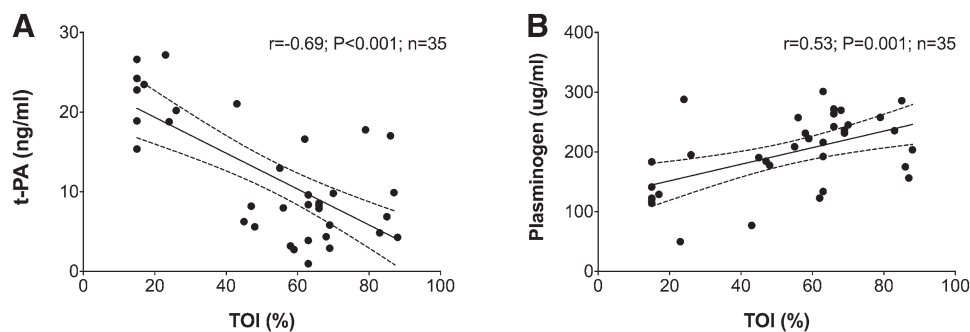 A
r=-0.69; P<0.001; n=35
t-PA (ng/ml)
30
20
10
0
0 20 40 60 80 100
TOI (%)
B
r=0.53; P=0.001; n=35
Plasminogen (ug/ml)
400
300
200
100
0
0 20 40 60 80 100
TOI (%)